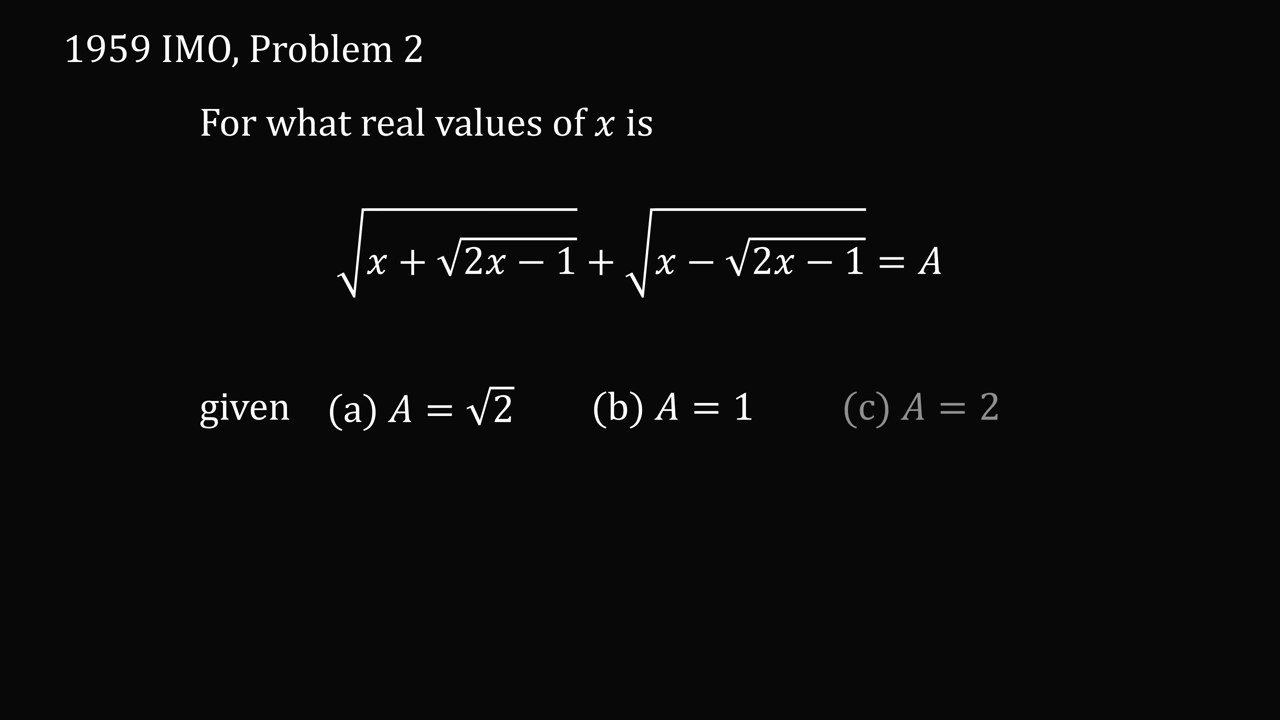 1959 IMO, Problem 2
For what real values of x is
√(x + √(2x − 1)) + √(x − √(2x − 1)) = A
given (a) A = √2 (b) A = 1 (c) A = 2